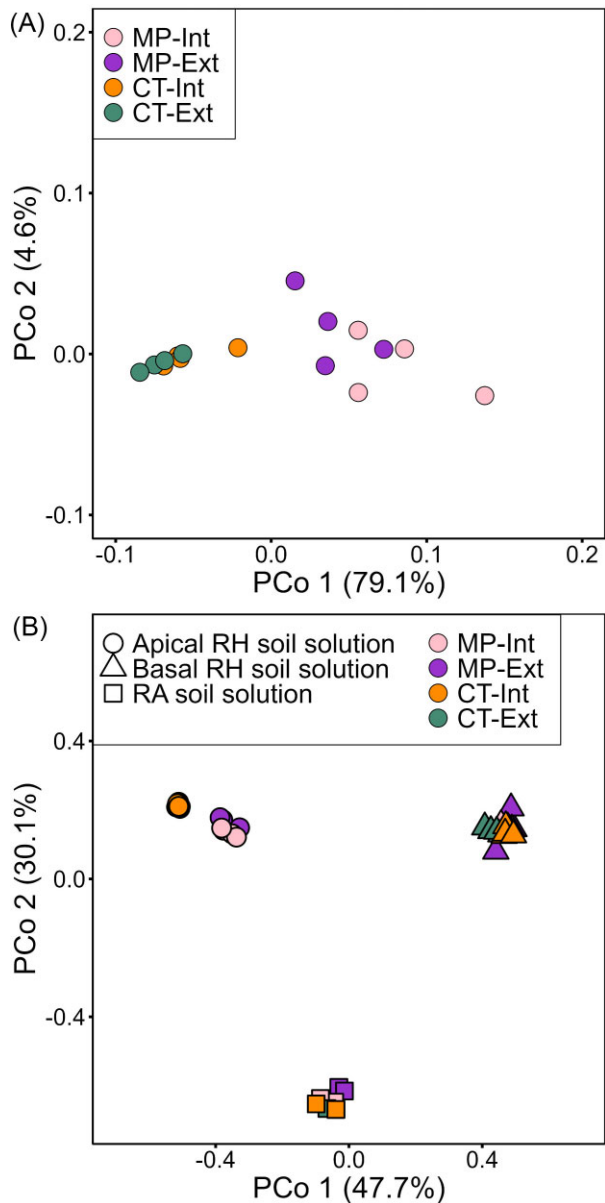 (A)
0.2
MP-Int
MP-Ext
CT-Int
CT-Ext
0.1
PCo 2 (4.6%)
0.0
-0.1
-0.1 0.0 0.1 0.2
PCo 1 (79.1%)
(B)
Apical RH soil solution
Basal RH soil solution
RA soil solution
MP-Int
MP-Ext
CT-Int
CT-Ext
0.4
PCo 2 (30.1%)
0.0
-0.4
-0.4 0.0 0.4
PCo 1 (47.7%)